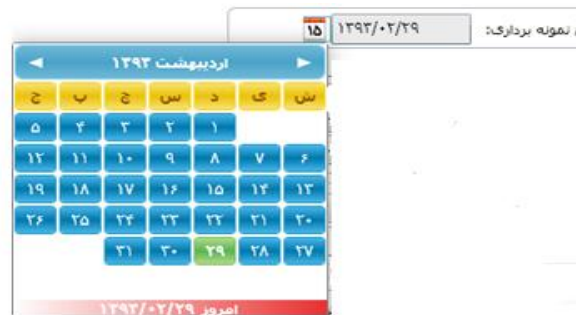 نمونه برداری: ۱۳۹۳/۰۲/۲۹ ۱۵
اردیبهشت ۱۳۹۳
ش ی د س چ پ ج
۱ ۲ ۳ ۴ ۵
۶ ۷ ۸ ۹ ۱۰ ۱۱ ۱۲
۱۳ ۱۴ ۱۵ ۱۶ ۱۷ ۱۸ ۱۹
۲۰ ۲۱ ۲۲ ۲۳ ۲۴ ۲۵ ۲۶
۲۷ ۲۸ ۲۹ ۳۰ ۳۱
امروز ۱۳۹۳/۰۲/۲۹